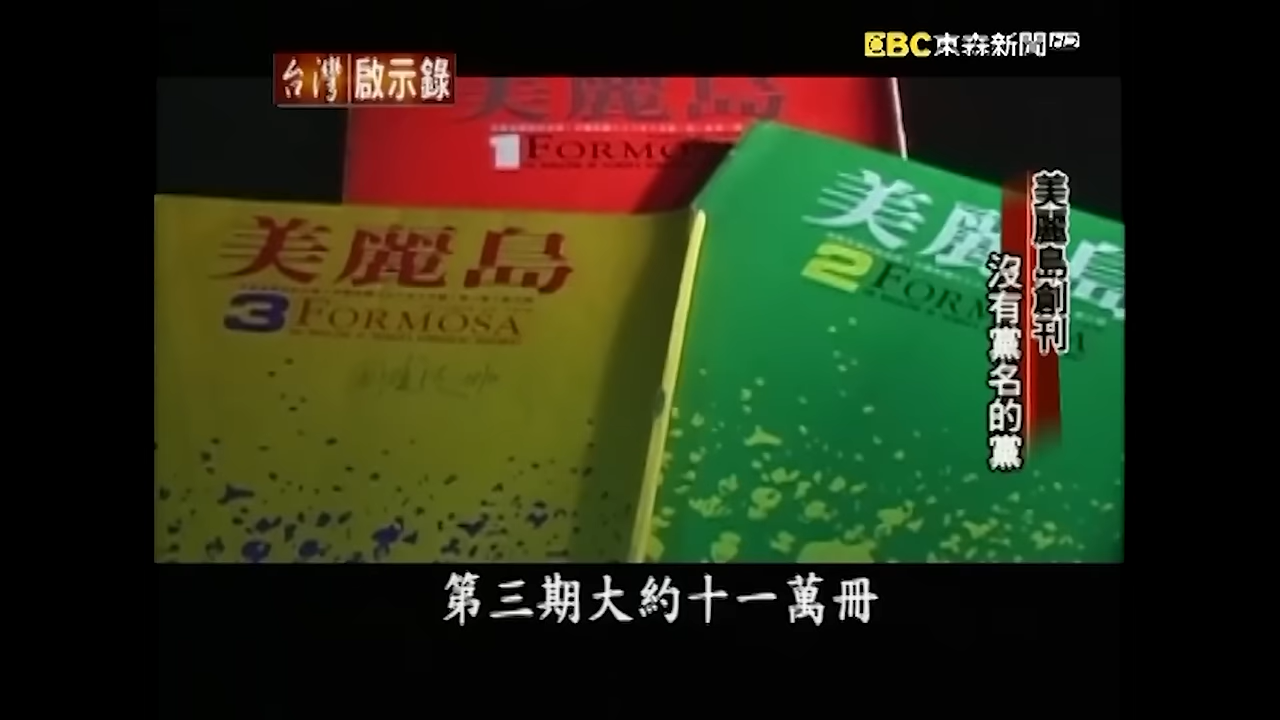 EBC東森新聞
台灣啟示錄
美麗島
1 FORMO
美麗島
3 FORMOSA
美麗島
2 FORM
美麗島創刊
沒有黨名的黨
第三期大約十一萬冊